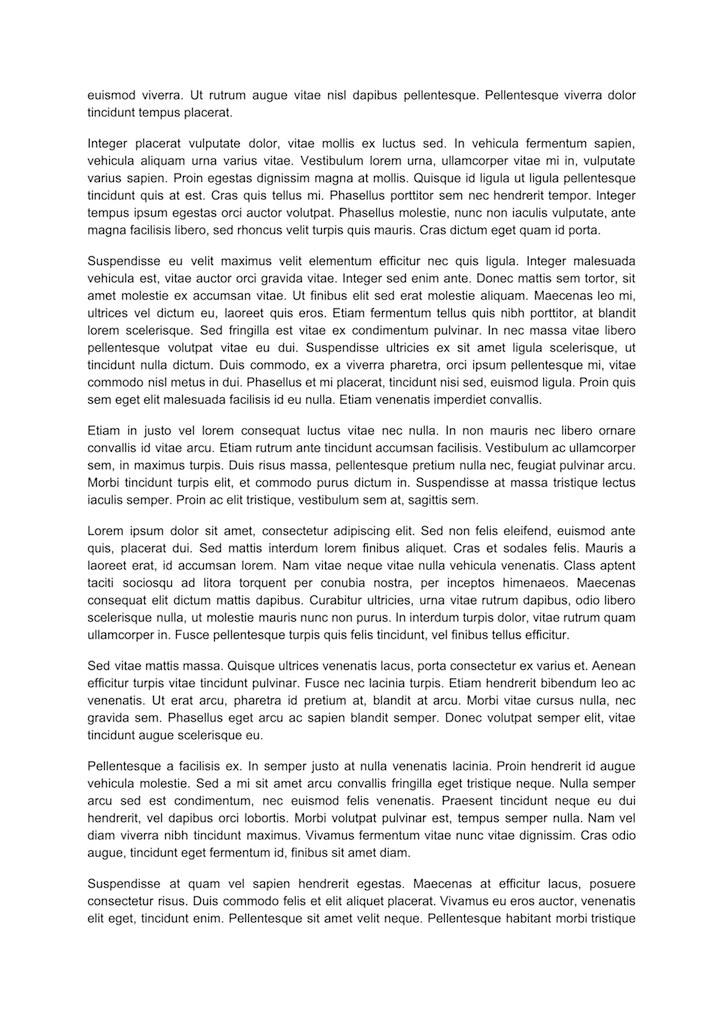 euismod viverra. Ut rutrum augue vitae nisl dapibus pellentesque. Pellentesque viverra dolor
tincidunt tempus placerat.
Integer placerat vulputate dolor, vitae mollis ex luctus sed. In vehicula fermentum sapien,
vehicula aliquam urna varius vitae. Vestibulum lorem urna, ullamcorper vitae mi in, vulputate
varius sapien. Proin egestas dignissim magna at mollis. Quisque id ligula ut ligula pellentesque
tincidunt quis at est. Cras quis tellus mi. Phasellus porttitor sem nec hendrerit tempor. Integer
tempus ipsum egestas orci auctor volutpat. Phasellus molestie, nunc non iaculis vulputate, ante
magna facilisis libero, sed rhoncus velit turpis quis mauris. Cras dictum eget quam id porta.
Suspendisse eu velit maximus velit elementum efficitur nec quis ligula. Integer malesuada
vehicula est, vitae auctor orci gravida vitae. Integer sed enim ante. Donec mattis sem tortor, sit
amet molestie ex accumsan vitae. Ut finibus elit sed erat molestie aliquam. Maecenas leo mi,
ultrices vel dictum eu, laoreet quis eros. Etiam fermentum tellus quis nibh porttitor, at blandit
lorem scelerisque. Sed fringilla est vitae ex condimentum pulvinar. In nec massa vitae libero
pellentesque volutpat vitae eu dui. Suspendisse ultricies ex sit amet ligula scelerisque, ut
tincidunt nulla dictum. Duis commodo, ex a viverra pharetra, orci ipsum pellentesque mi, vitae
commodo nisl metus in dui. Phasellus et mi placerat, tincidunt nisi sed, euismod ligula. Proin quis
sem eget elit malesuada facilisis id eu nulla. Etiam venenatis imperdiet convallis.
Etiam in justo vel lorem consequat luctus vitae nec nulla. In non mauris nec libero ornare
convallis id vitae arcu. Etiam rutrum ante tincidunt accumsan facilisis. Vestibulum ac ullamcorper
sem, in maximus turpis. Duis risus massa, pellentesque pretium nulla nec, feugiat pulvinar arcu.
Morbi tincidunt turpis elit, et commodo purus dictum in. Suspendisse at massa tristique lectus
iaculis semper. Proin ac elit tristique, vestibulum sem at, sagittis sem.
Lorem ipsum dolor sit amet, consectetur adipiscing elit. Sed non felis eleifend, euismod ante
quis, placerat dui. Sed mattis interdum lorem finibus aliquet. Cras et sodales felis. Mauris a
laoreet erat, id accumsan lorem. Nam vitae neque vitae nulla vehicula venenatis. Class aptent
taciti sociosqu ad litora torquent per conubia nostra, per inceptos himenaeos. Maecenas
consequat elit dictum mattis dapibus. Curabitur ultricies, urna vitae rutrum dapibus, odio libero
scelerisque nulla, ut molestie mauris nunc non purus. In interdum turpis dolor, vitae rutrum quam
ullamcorper in. Fusce pellentesque turpis quis felis tincidunt, vel finibus tellus efficitur.
Sed vitae mattis massa. Quisque ultrices venenatis lacus, porta consectetur ex varius et. Aenean
efficitur turpis vitae tincidunt pulvinar. Fusce nec lacinia turpis. Etiam hendrerit bibendum leo ac
venenatis. Ut erat arcu, pharetra id pretium at, blandit at arcu. Morbi vitae cursus nulla, nec
gravida sem. Phasellus eget arcu ac sapien blandit semper. Donec volutpat semper elit, vitae
tincidunt augue scelerisque eu.
Pellentesque a facilisis ex. In semper justo at nulla venenatis lacinia. Proin hendrerit id augue
vehicula molestie. Sed a mi sit amet arcu convallis fringilla eget tristique neque. Nulla semper
arcu sed est condimentum, nec euismod felis venenatis. Praesent tincidunt neque eu dui
hendrerit, vel dapibus orci lobortis. Morbi volutpat pulvinar est, tempus semper nulla. Nam vel
diam viverra nibh tincidunt maximus. Vivamus fermentum vitae nunc vitae dignissim. Cras odio
augue, tincidunt eget fermentum id, finibus sit amet diam.
Suspendisse at quam vel sapien hendrerit egestas. Maecenas at efficitur lacus, posuere
consectetur risus. Duis commodo felis et elit aliquet placerat. Vivamus eu eros auctor, venenatis
elit eget, tincidunt enim. Pellentesque sit amet velit neque. Pellentesque habitant morbi tristique